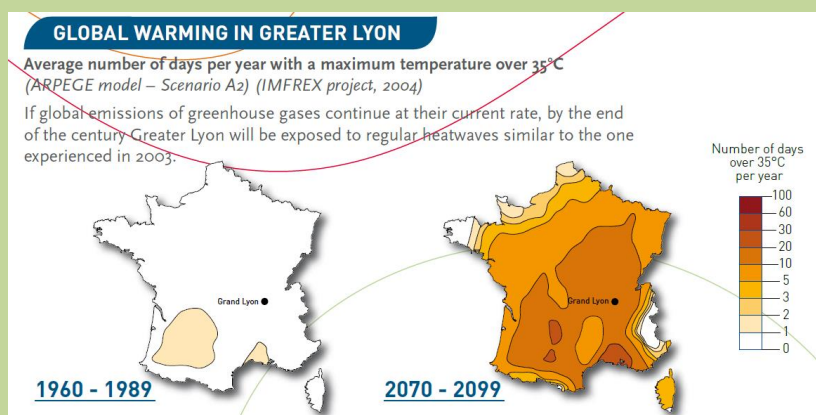 GLOBAL WARMING IN GREATER LYON
Average number of days per year with a maximum temperature over 35°C
(ARPEGE model – Scenario A2) (IMFREX project, 2004)
If global emissions of greenhouse gases continue at their current rate, by the end
of the century Greater Lyon will be exposed to regular heatwaves similar to the one
experienced in 2003.
Number of days
over 35°C
per year
100
60
30
20
10
5
3
2
1
0
Grand Lyon
Grand Lyon
1960 - 1989
2070 - 2099